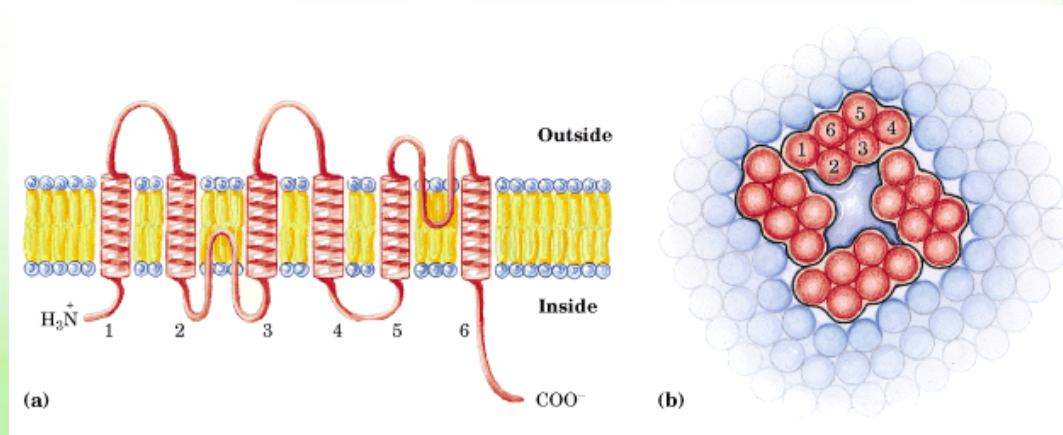 Outside
H₃N⁺
Inside
1 2 3 4 5 6
COO⁻
(a)
5
6 4
1 3
2
(b)